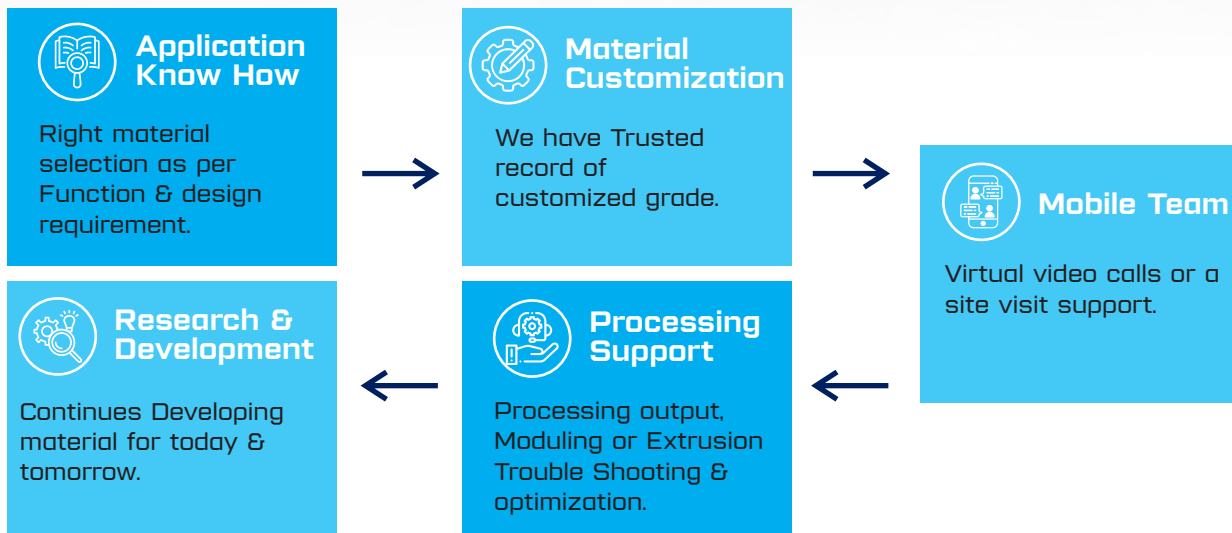 Application
Know How
Right material
selection as per
Function & design
requirement.
Material
Customization
We have Trusted
record of
customized grade.
Mobile Team
Virtual video calls or a
site visit support.
Processing
Support
Processing output,
Moduling or Extrusion
Trouble Shooting &
optimization.
Research &
Development
Continues Developing
material for today &
tomorrow.